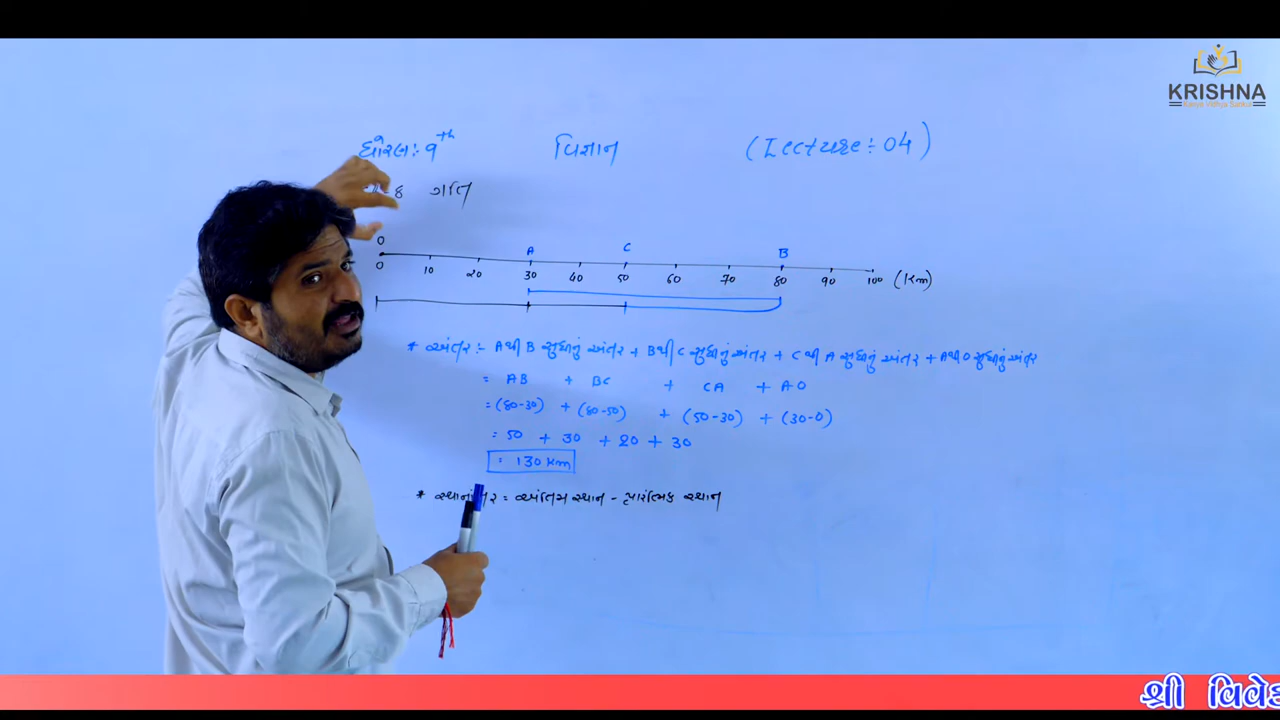 KRISHNA
ધોરણ:- 9th વિજ્ઞાન (Lecture:- 04)
-8 ગતિ
O A C B
0 10 20 30 40 50 60 70 80 90 100 (km)
* અંતર :- A થી B સુધીનું અંતર + B થી C સુધીનું અંતર + C થી A સુધીનું અંતર + A થી O સુધીનું અંતર
= AB + BC + CA + AO
= (80-30) + (80-50) + (50-30) + (30-0)
= 50 + 30 + 20 + 30
= 130 km
* સ્થાનાંતર = અંતિમ સ્થાન - પ્રારંભિક સ્થાન
શ્રી વિવેક